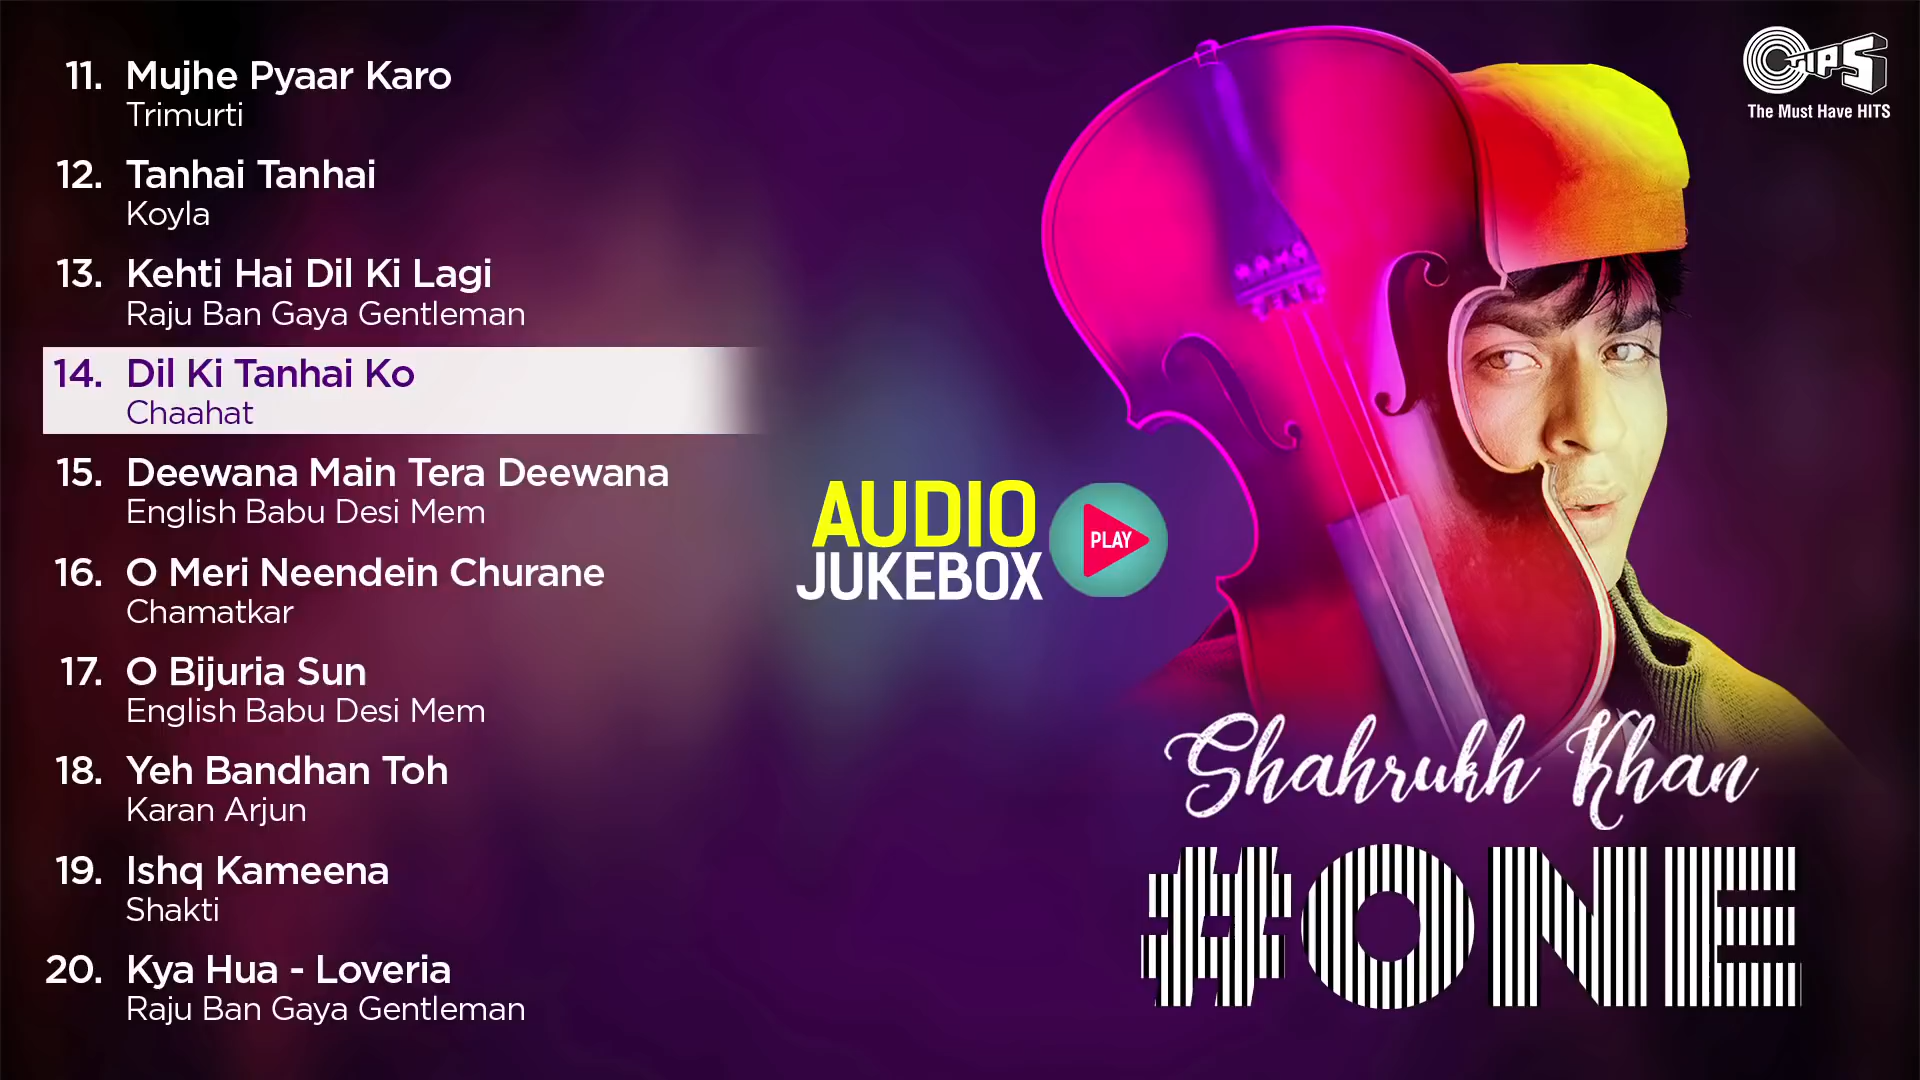 11. Mujhe Pyaar Karo
Trimurti
12. Tanhai Tanhai
Koyla
13. Kehti Hai Dil Ki Lagi
Raju Ban Gaya Gentleman
14. Dil Ki Tanhai Ko
Chaahat
15. Deewana Main Tera Deewana
English Babu Desi Mem
16. O Meri Neendein Churane
Chamatkar
17. O Bijuria Sun
English Babu Desi Mem
18. Yeh Bandhan Toh
Karan Arjun
19. Ishq Kameena
Shakti
20. Kya Hua - Loveria
Raju Ban Gaya Gentleman
AUDIO
JUKEBOX
PLAY
TIPS
The Must Have HITS
Shahrukh Khan
#ONE